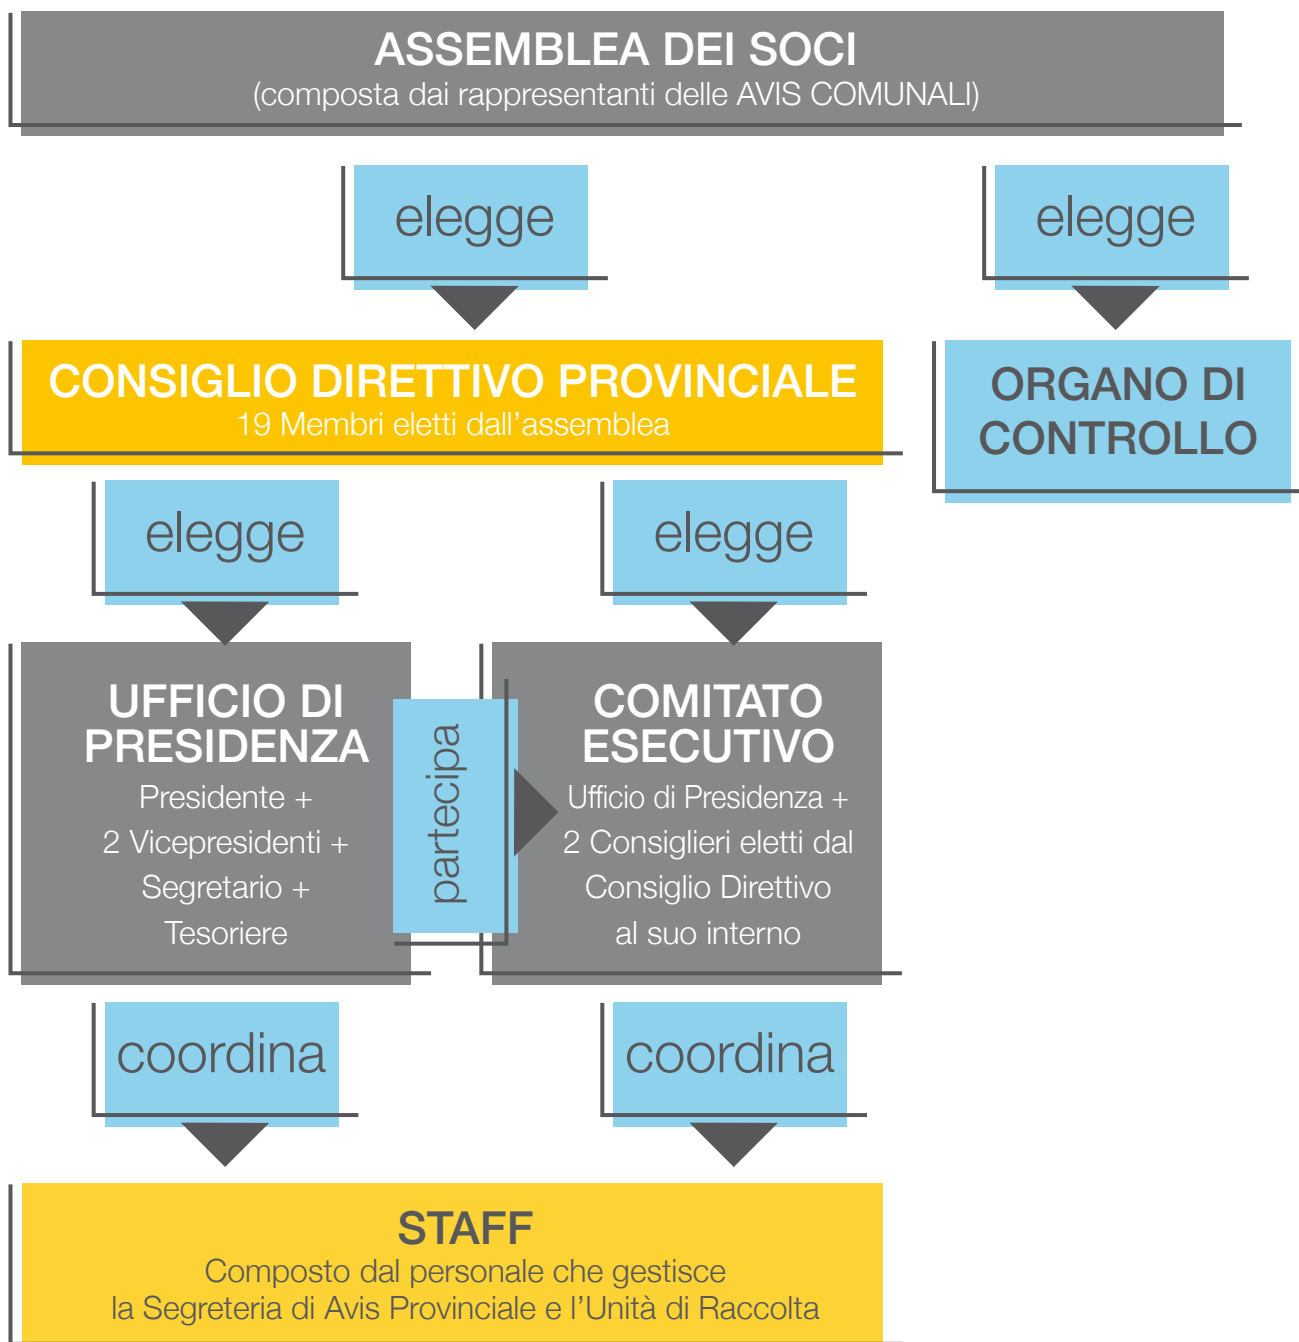 ASSEMBLEA DEI SOCI
(composta dai rappresentanti delle AVIS COMUNALI)
elegge
elegge
CONSIGLIO DIRETTIVO PROVINCIALE
19 Membri eletti dall'assemblea
ORGANO DI
CONTROLLO
elegge
elegge
UFFICIO DI
PRESIDENZA
Presidente +
2 Vicepresidenti +
Segretario +
Tesoriere
partecipa
COMITATO
ESECUTIVO
Ufficio di Presidenza +
2 Consiglieri eletti dal
Consiglio Direttivo
al suo interno
coordina
coordina
STAFF
Composto dal personale che gestisce
la Segreteria di Avis Provinciale e l'Unità di Raccolta